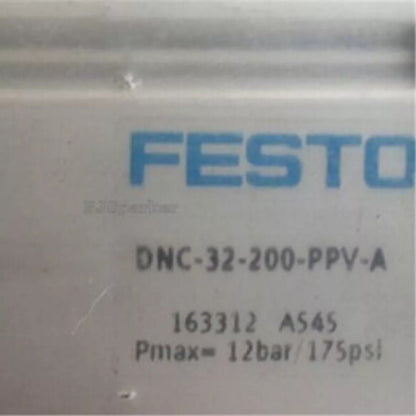 FESTO
DNC-32-200-PPV-A
163312 A545
Pmax= 12bar/175psi